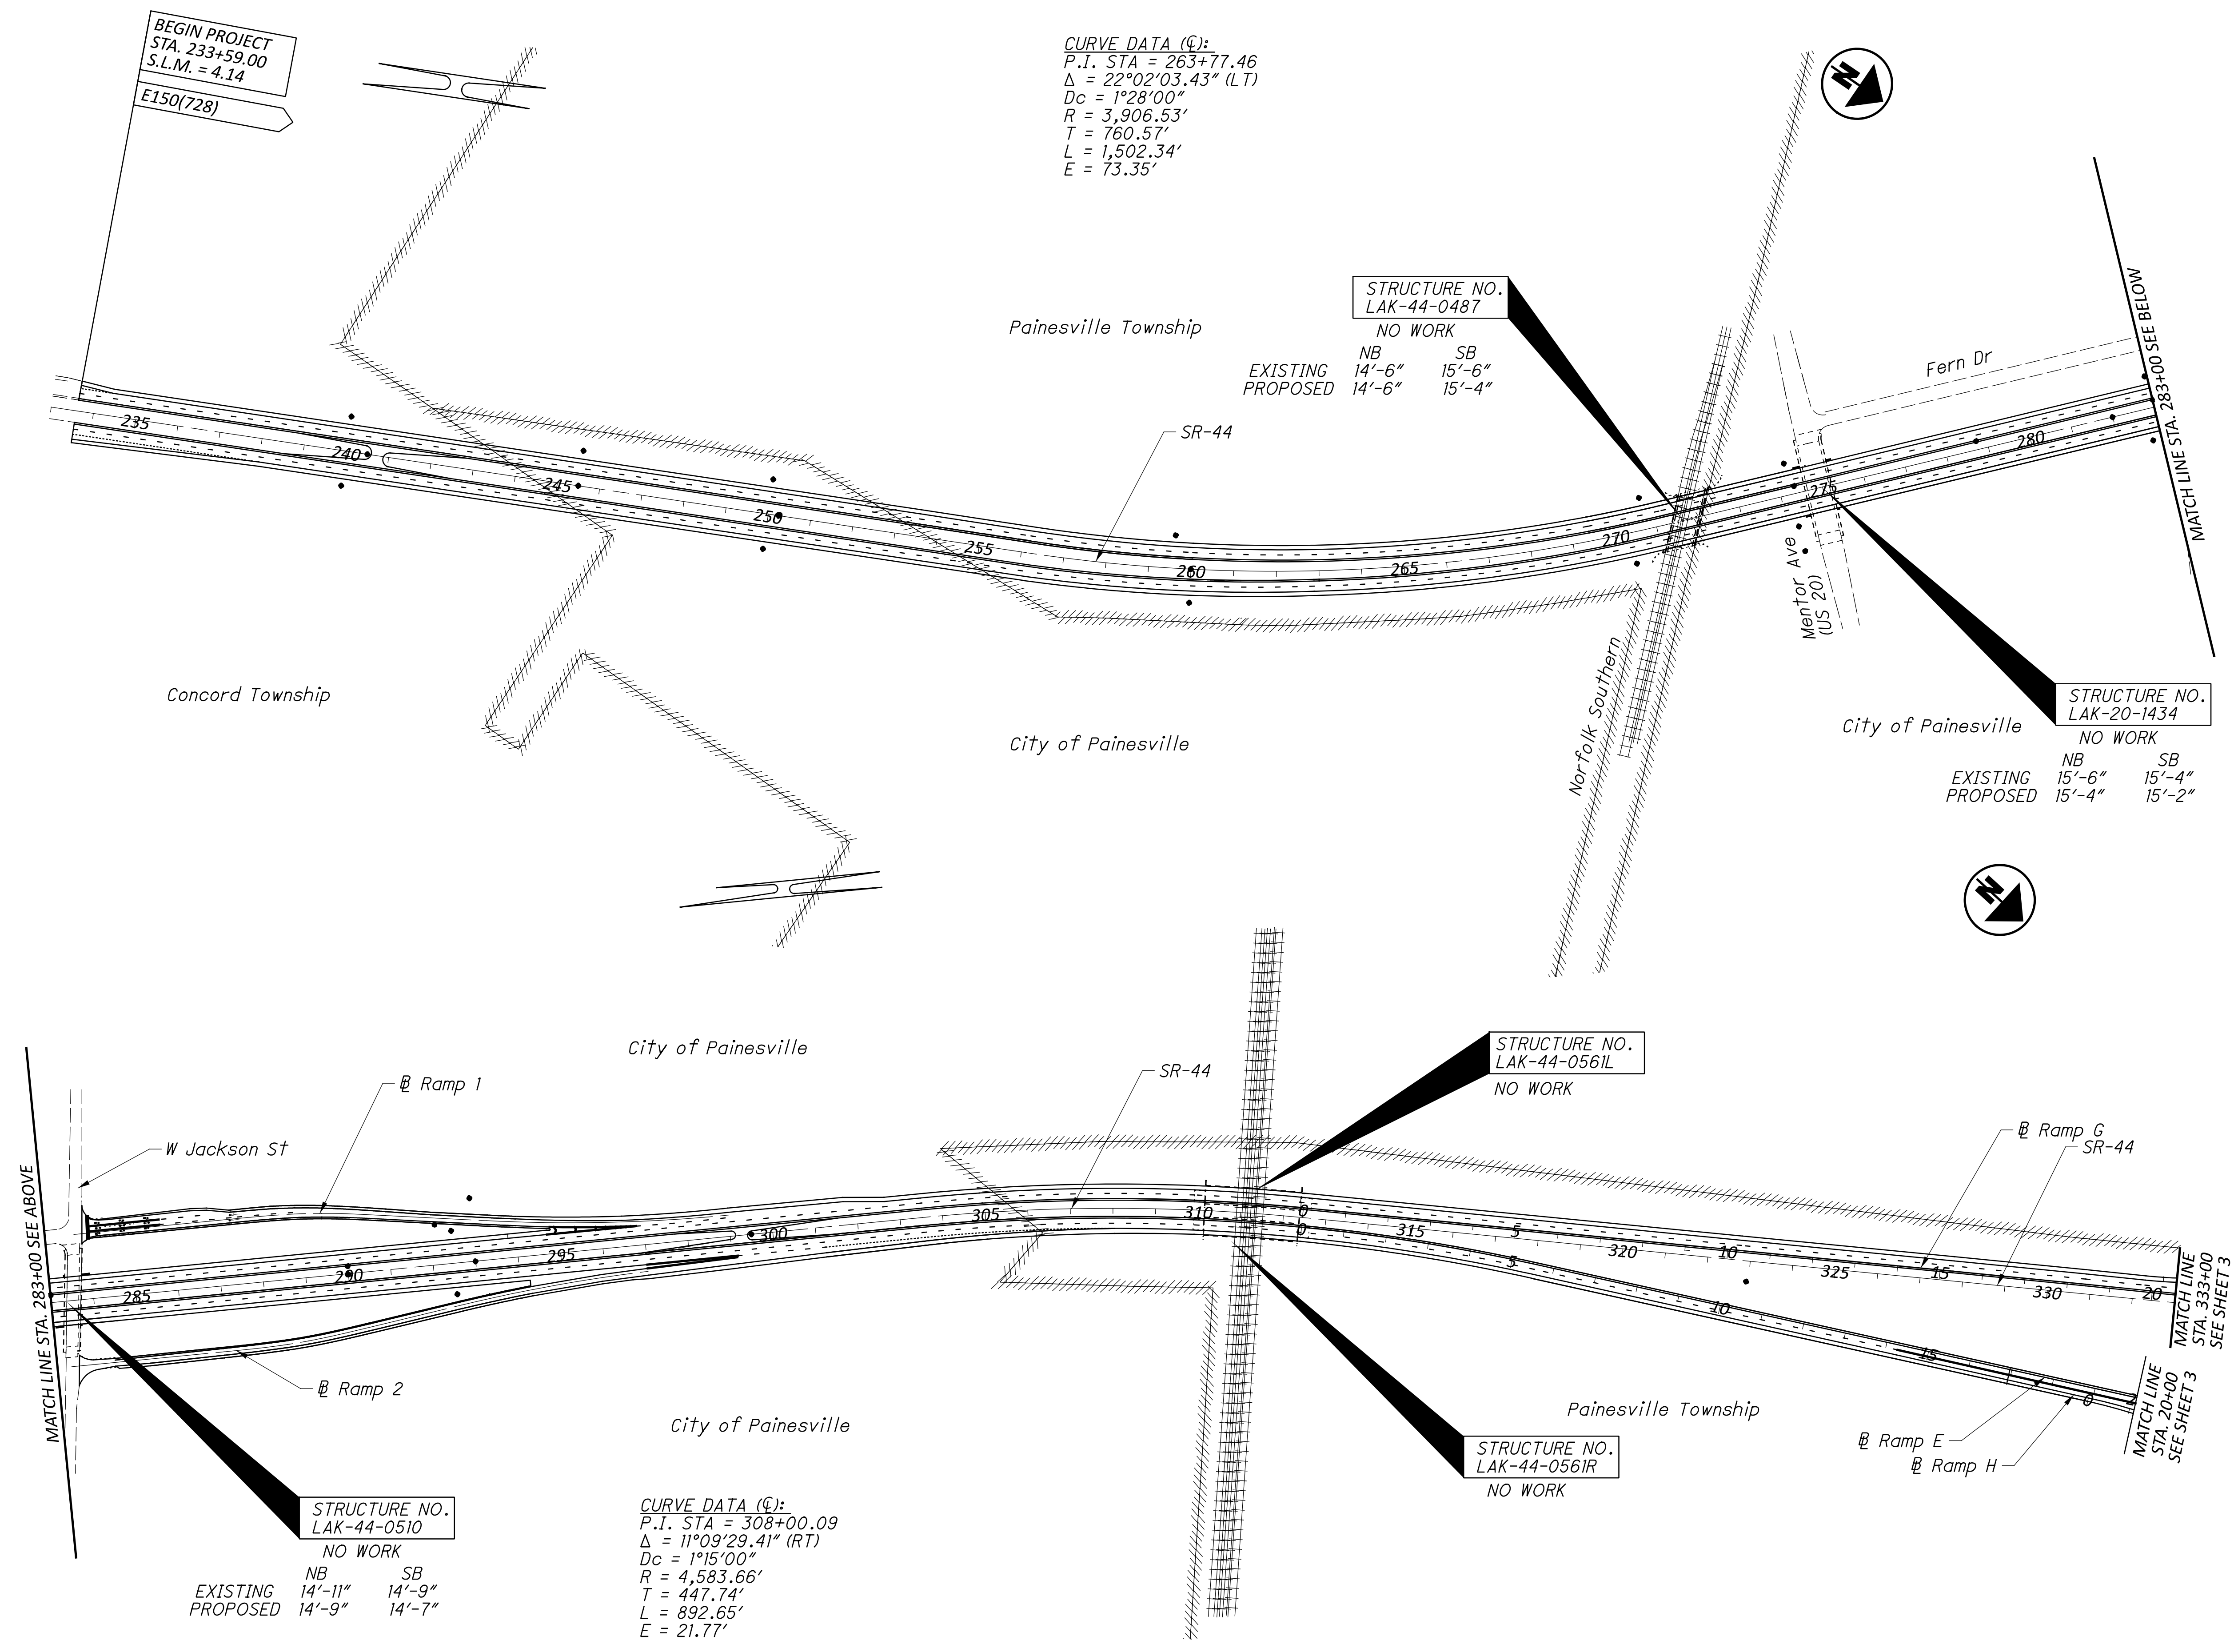 BEGIN PROJECT
STA. 233+59.00
S.L.M. = 4.14
E150(728)
CURVE DATA (℄):
P.I. STA = 263+77.46
Δ = 22°02'03.43" (LT)
Dc = 1°28'00"
R = 3,906.53'
T = 760.57'
L = 1,502.34'
E = 73.35'
N
Painesville Township
STRUCTURE NO.
LAK-44-0487
NO WORK
NB SB
EXISTING 14'-6" 15'-6"
PROPOSED 14'-6" 15'-4"
Fern Dr
MATCH LINE STA. 283+00 SEE BELOW
SR-44
235
240
245
250
255
260
265
270
275
280
Mentor Ave
(US 20)
Norfolk Southern
Concord Township
City of Painesville
City of Painesville
STRUCTURE NO.
LAK-20-1434
NO WORK
NB SB
EXISTING 15'-6" 15'-4"
PROPOSED 15'-4" 15'-2"
N
City of Painesville
STRUCTURE NO.
LAK-44-0561L
NO WORK
SR-44
℄ Ramp 1
W Jackson St
℄ Ramp G
SR-44
MATCH LINE STA. 283+00 SEE ABOVE
285
290
295
300
305
310
315
320
325
330
0
5
10
15
20
0
5
10
15
0
MATCH LINE
STA. 333+00
SEE SHEET 3
MATCH LINE
STA. 20+00
SEE SHEET 3
℄ Ramp 2
City of Painesville
Painesville Township
℄ Ramp E
℄ Ramp H
STRUCTURE NO.
LAK-44-0561R
NO WORK
STRUCTURE NO.
LAK-44-0510
NO WORK
NB SB
EXISTING 14'-11" 14'-9"
PROPOSED 14'-9" 14'-7"
CURVE DATA (℄):
P.I. STA = 308+00.09
Δ = 11°09'29.41" (RT)
Dc = 1°15'00"
R = 4,583.66'
T = 447.74'
L = 892.65'
E = 21.77'